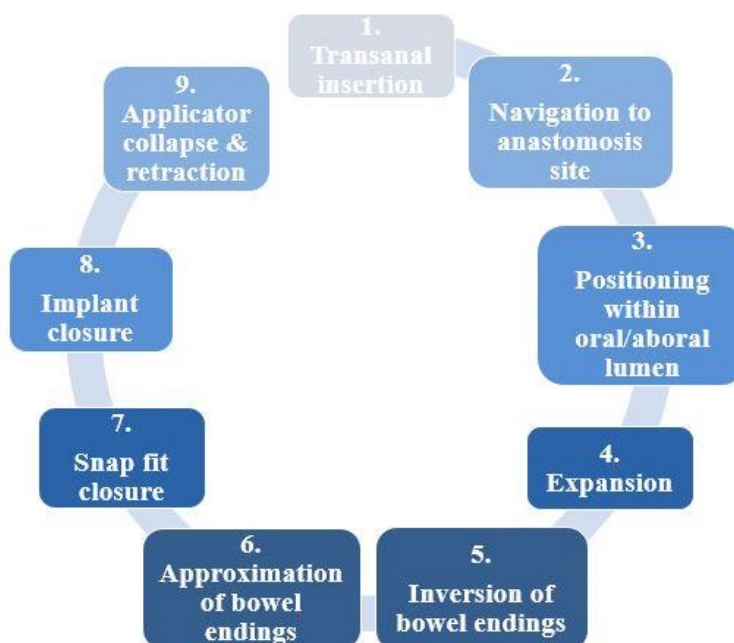 1.
Transanal
insertion
2.
Navigation to
anastomosis
site
3.
Positioning
within
oral/aboral
lumen
4.
Expansion
5.
Inversion of
bowel endings
6.
Approximation
of bowel
endings
7.
Snap fit
closure
8.
Implant
closure
9.
Applicator
collapse &
retraction